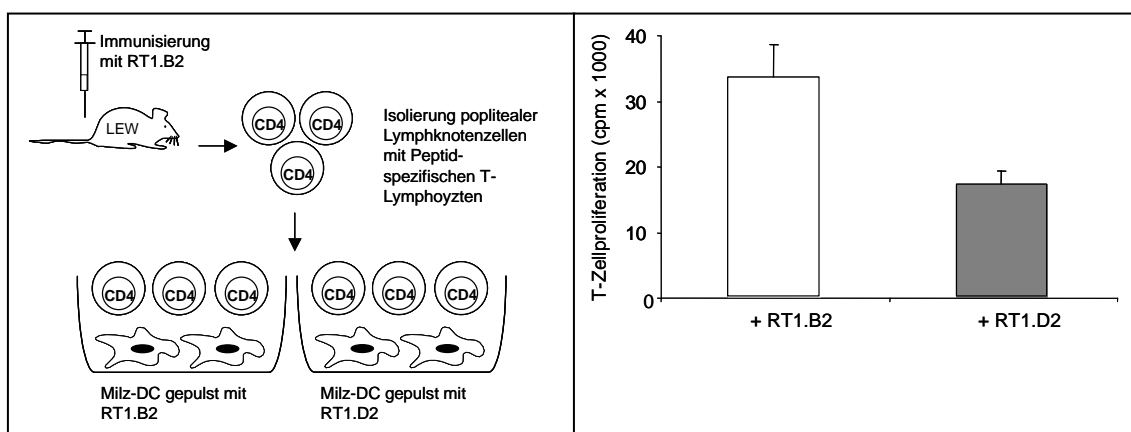 Immunisierung
mit RT1.B2
LEW
CD4
CD4
CD4
Isolierung poplitealer
Lymphknotenzellen
mit Peptid-
spezifischen T-
Lymphoyzten
CD4
CD4
CD4
CD4
CD4
CD4
Milz-DC gepulst mit
RT1.B2
Milz-DC gepulst mit
RT1.D2
T-Zellproliferation (cpm x 1000)
40
30
20
10
0
+ RT1.B2
+ RT1.D2